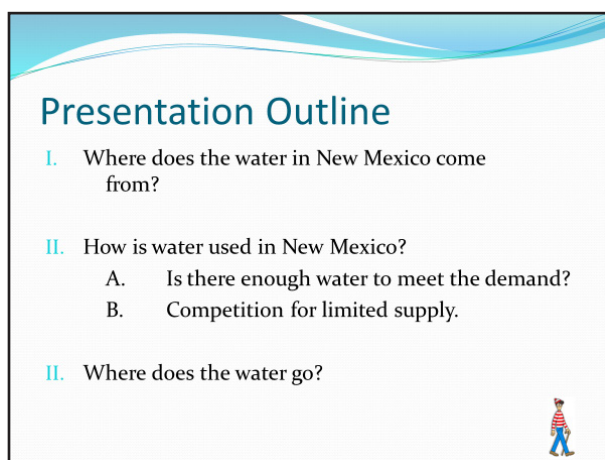 Presentation Outline
I. Where does the water in New Mexico come
from?
II. How is water used in New Mexico?
A. Is there enough water to meet the demand?
B. Competition for limited supply.
II. Where does the water go?